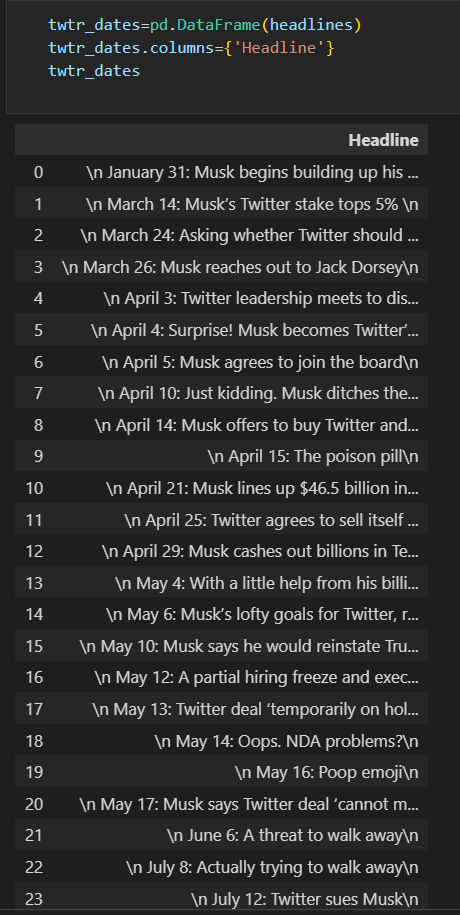 twtr_dates=pd.DataFrame(headlines)
twtr_dates.columns={'Headline'}
twtr_dates
Headline
0 \n January 31: Musk begins building up his ...
1 \n March 14: Musk’s Twitter stake tops 5% \n
2 \n March 24: Asking whether Twitter should ...
3 \n March 26: Musk reaches out to Jack Dorsey\n
4 \n April 3: Twitter leadership meets to dis...
5 \n April 4: Surprise! Musk becomes Twitter’...
6 \n April 5: Musk agrees to join the board\n
7 \n April 10: Just kidding. Musk ditches the...
8 \n April 14: Musk offers to buy Twitter and...
9 \n April 15: The poison pill\n
10 \n April 21: Musk lines up $46.5 billion in...
11 \n April 25: Twitter agrees to sell itself ...
12 \n April 29: Musk cashes out billions in Te...
13 \n May 4: With a little help from his billi...
14 \n May 6: Musk’s lofty goals for Twitter, r...
15 \n May 10: Musk says he would reinstate Tru...
16 \n May 12: A partial hiring freeze and exec...
17 \n May 13: Twitter deal ‘temporarily on hol...
18 \n May 14: Oops. NDA problems?\n
19 \n May 16: Poop emoji\n
20 \n May 17: Musk says Twitter deal ‘cannot m...
21 \n June 6: A threat to walk away\n
22 \n July 8: Actually trying to walk away\n
23 \n July 12: Twitter sues Musk\n